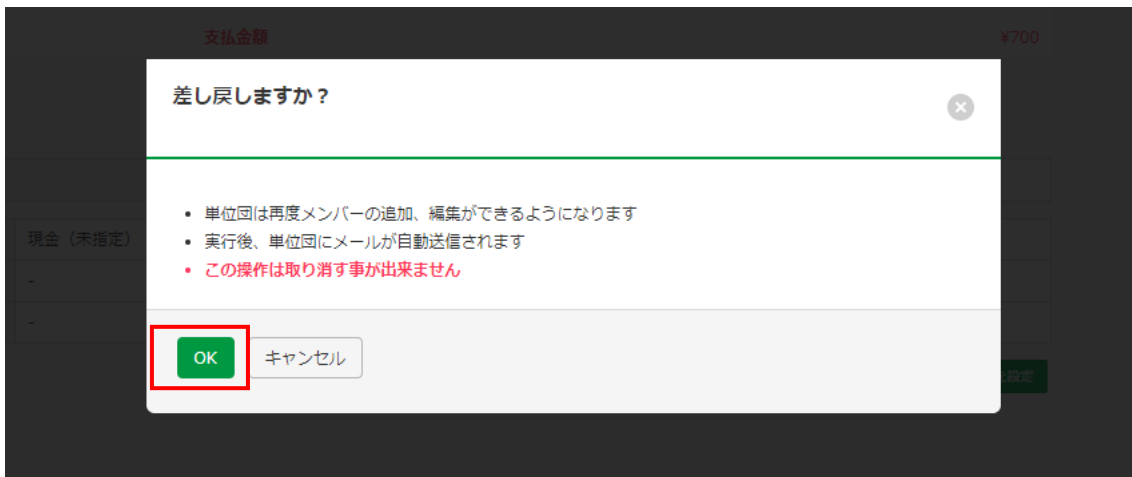 支払金額 ¥700
差し戻しますか？
• 単位団は再度メンバーの追加、編集ができるようになります
• 実行後、単位団にメールが自動送信されます
• この操作は取り消す事が出来ません
現金（未指定）
-
-
OK キャンセル
設定